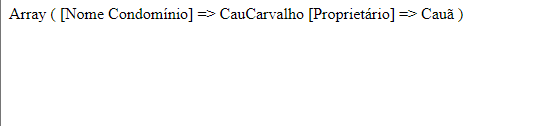 Array ( [Nome Condomínio] => CauCarvalho [Proprietário] => Cauã )